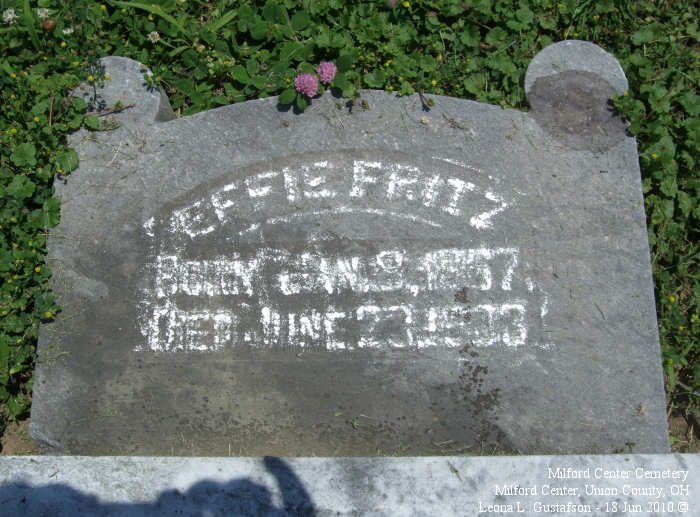 EFFIE FRITZ
BORN JAN. 9,
DIED JUNE 23,
Milford Center Cemetery
Milford Center, Union County, OH
Leona L. Gustafson - 18 Jun 2010 ©